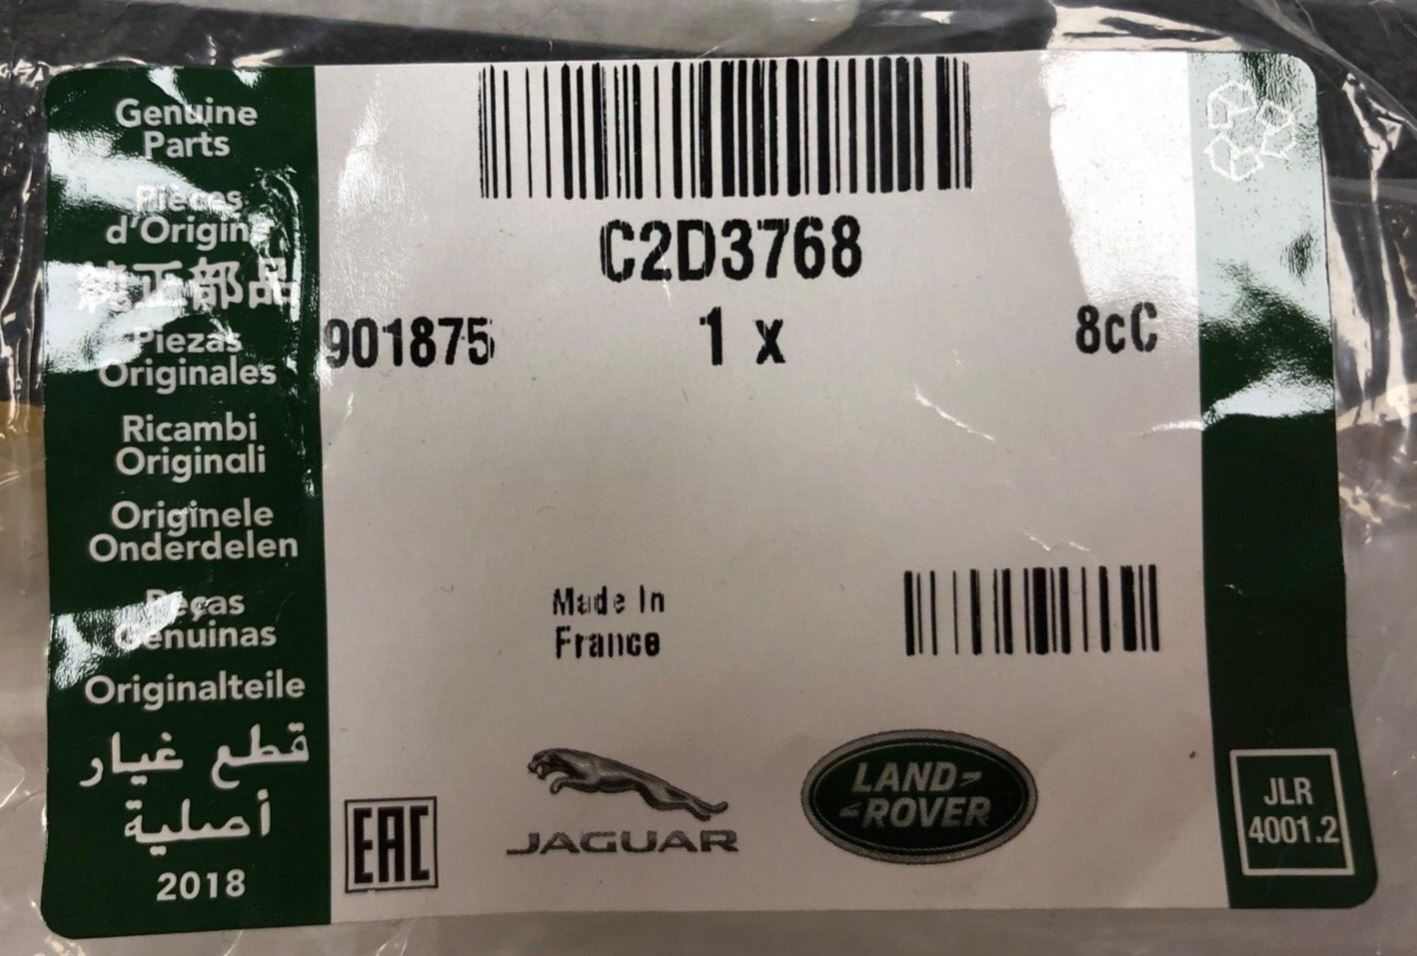 Genuine
Parts
Pièces
d'Origine
純正部品
Piezas
Originales
Ricambi
Originali
Originele
Onderdelen
Peças
Genuinas
Originalteile
قطع غيار
أصلية
2018
C2D3768
901875 1 x 8cC
Made In
France
EAC
JAGUAR
LAND-
-ROVER
JLR
4001.2